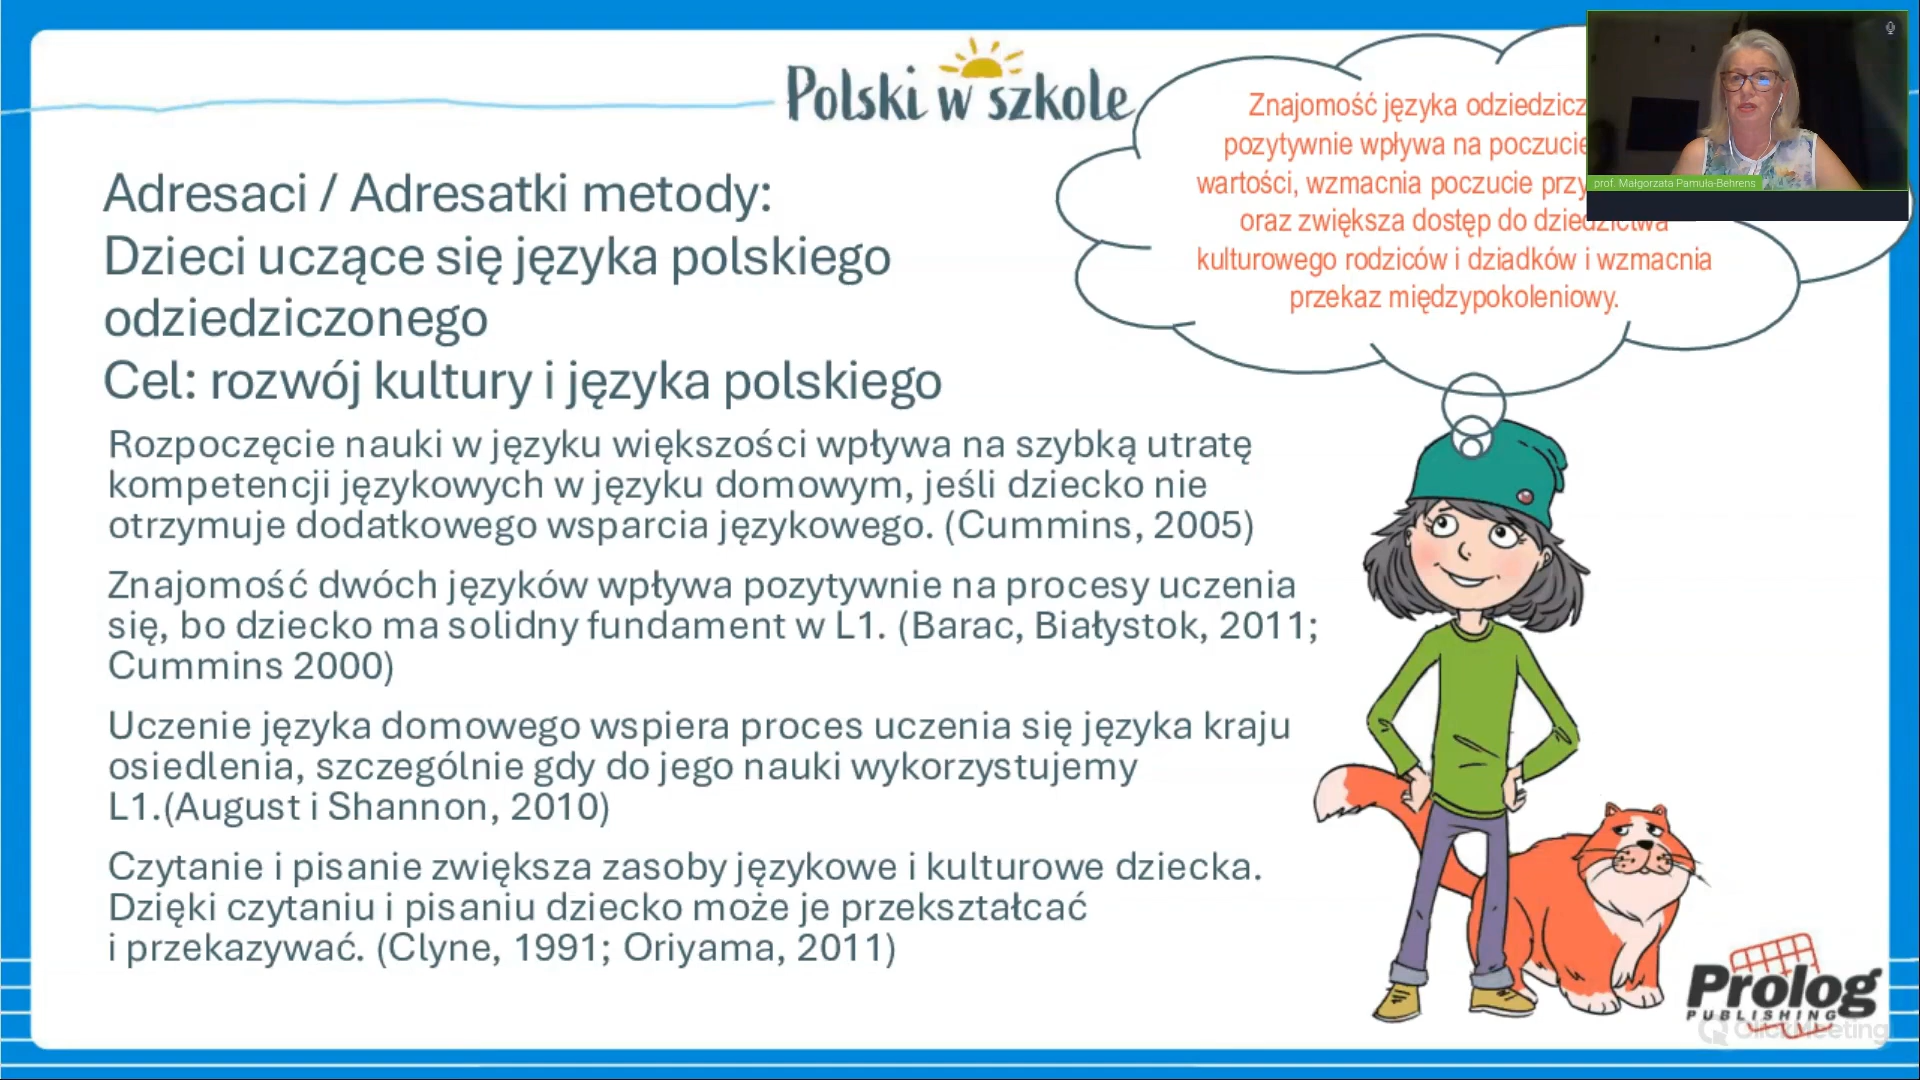 Polski w szkole
Znajomość języka
pozytywnie wpływa na poczucie
wartości, wzmacnia poczucie
oraz zwiększa dostęp do dziedzictwa
kulturowego rodziców i dziadków i wzmacnia
przekaz międzypokoleniowy.
prof. Małgorzata Pamuła-Behrens
Adresaci / Adresatki metody:
Dzieci uczące się języka polskiego
odziedziczonego
Cel: rozwój kultury i języka polskiego
Rozpoczęcie nauki w języku większości wpływa na szybką utratę
kompetencji językowych w języku domowym, jeśli dziecko nie
otrzymuje dodatkowego wsparcia językowego. (Cummins, 2005)
Znajomość dwóch języków wpływa pozytywnie na procesy uczenia
się, bo dziecko ma solidny fundament w L1. (Barac, Białystok, 2011;
Cummins 2000)
Uczenie języka domowego wspiera proces uczenia się języka kraju
osiedlenia, szczególnie gdy do jego nauki wykorzystujemy
L1.(August i Shannon, 2010)
Czytanie i pisanie zwiększa zasoby językowe i kulturowe dziecka.
Dzięki czytaniu i pisaniu dziecko może je przekształcać
i przekazywać. (Clyne, 1991; Oriyama, 2011)
Prolog
PUBLISHING
ClickMeeting